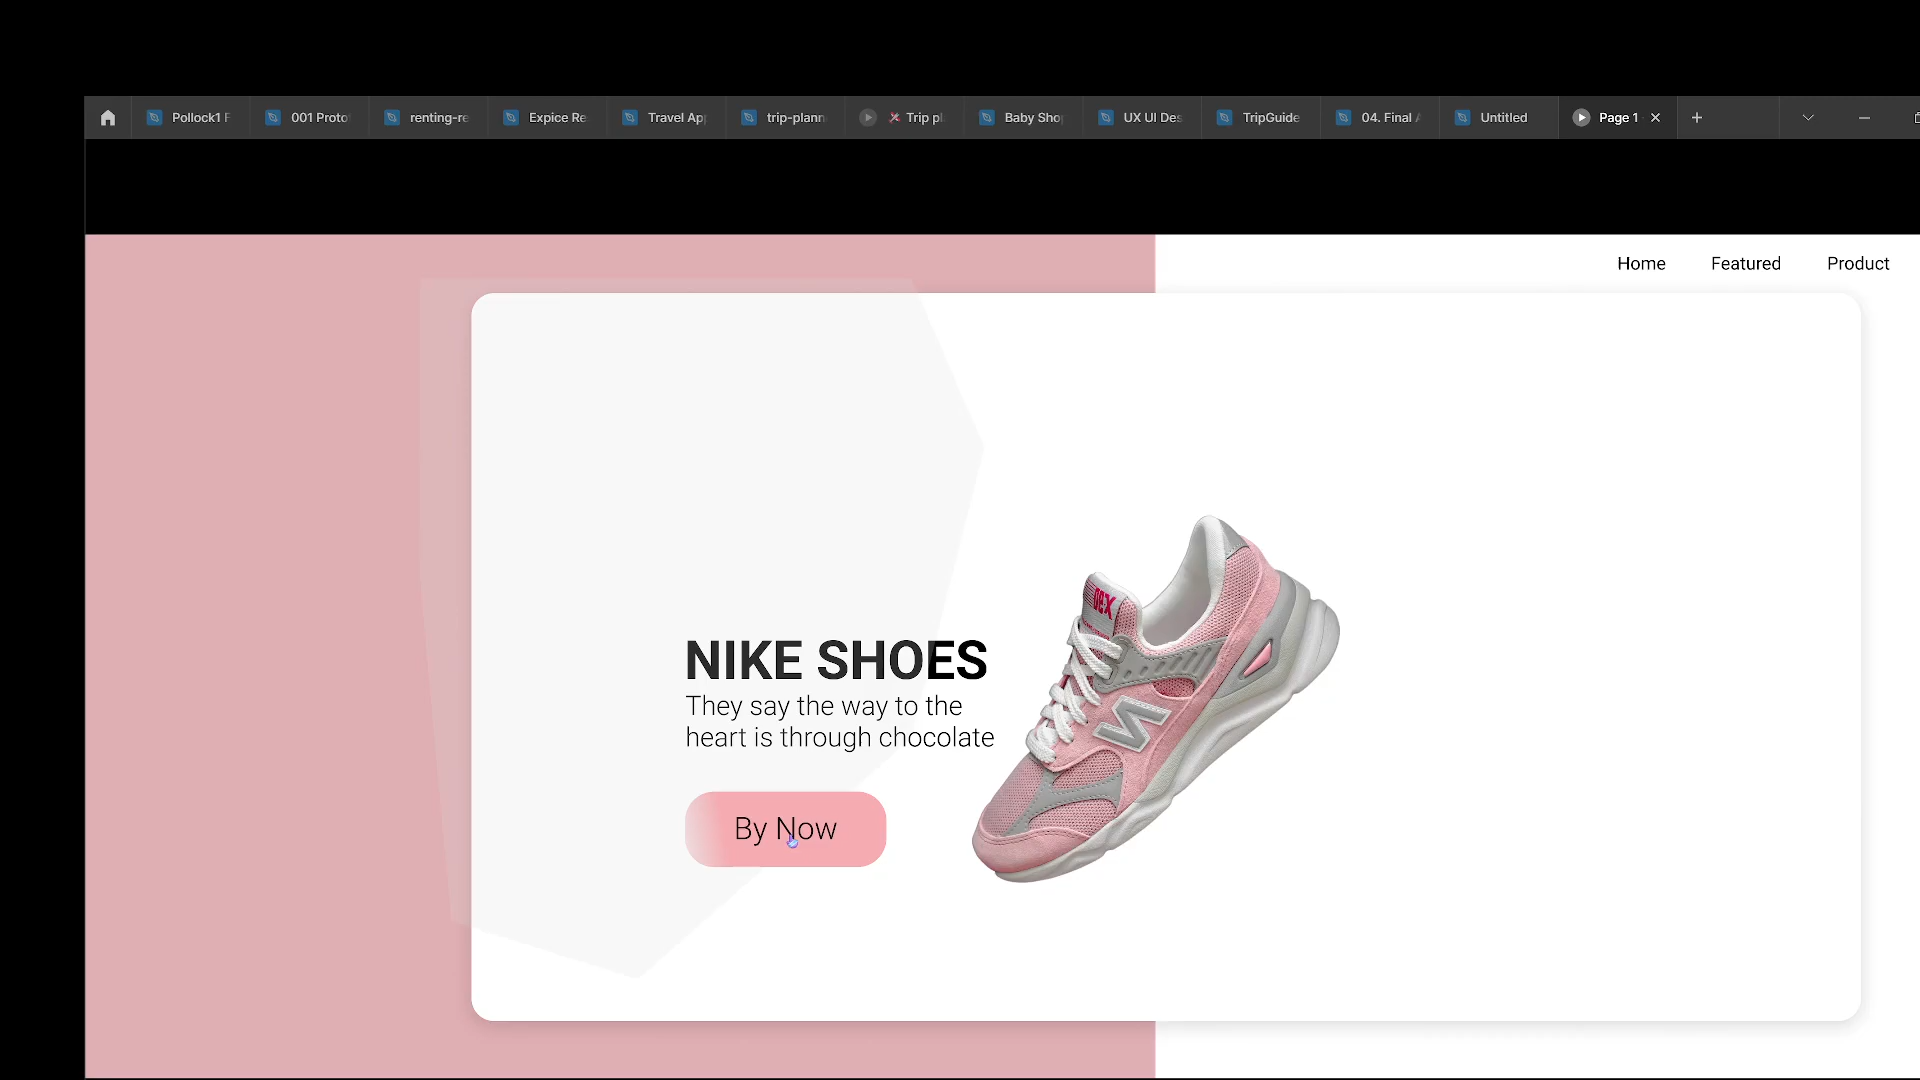 Pollock1 F
001 Proto
renting-re
Expice Re
Travel Ap
trip-plann
Trip pl
Baby Shop
UX UI Des
TripGuide
04. Final
Untitled
Page 1
Home
Featured
Product
NIKE SHOES
They say the way to the
heart is through chocolate
By Now
N